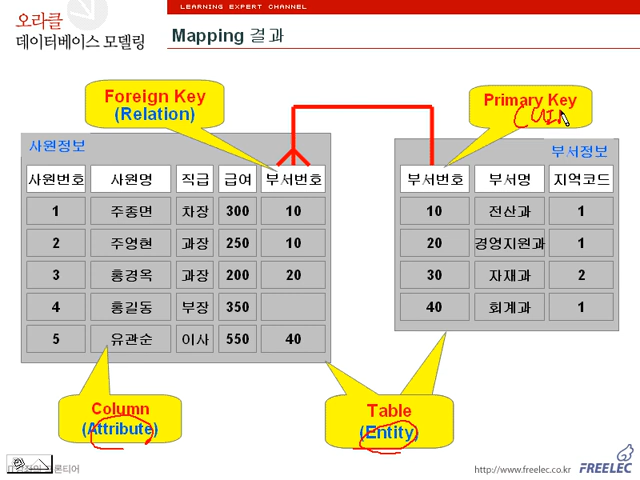 LEARNING EXPERT CHANNEL
오라클
데이터베이스 모델링
Mapping 결과
Foreign Key
(Relation)
Primary Key
사원정보
사원번호 사원명 직급 급여 부서번호
1 주종면 차장 300 10
2 주영현 과장 250 10
3 홍경옥 과장 200 20
4 홍길동 부장 350
5 유관순 이사 550 40
부서정보
부서번호 부서명 지역코드
10 전산과 1
20 경영지원과 1
30 자재과 2
40 회계과 1
Column
(Attribute)
Table
(Entity)
http://www.freelec.co.kr
FREELEC